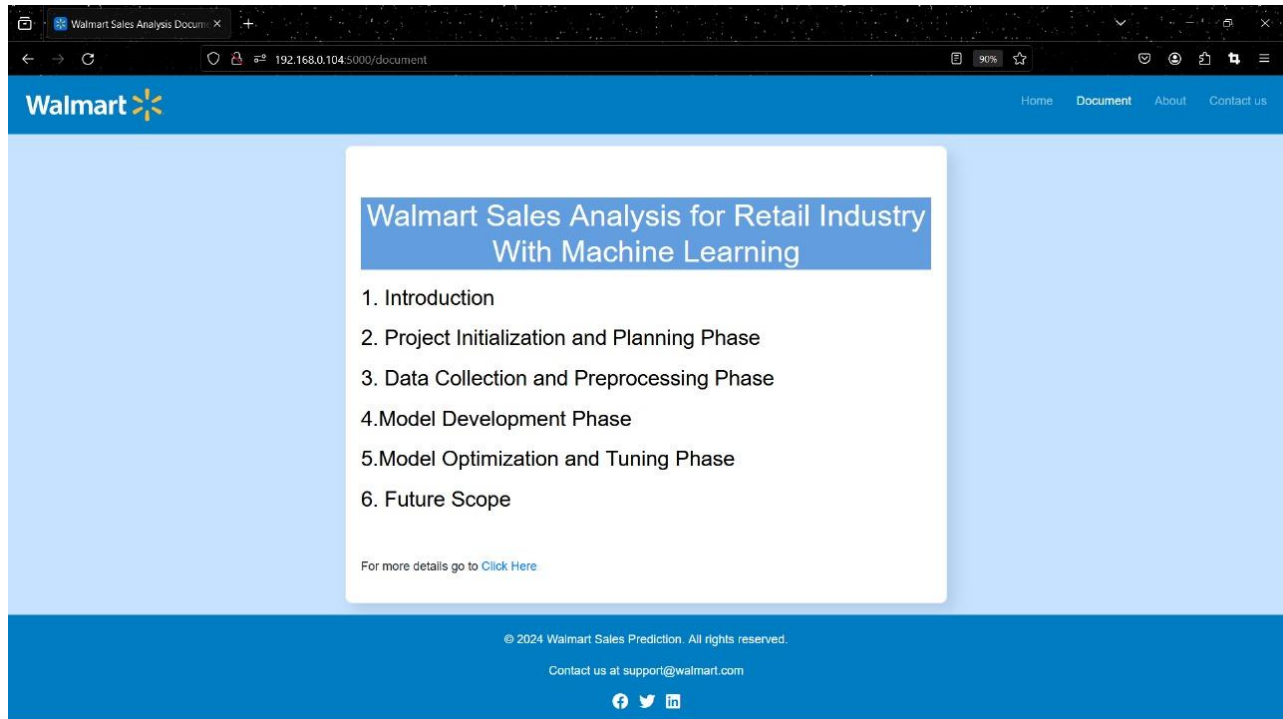 Walmart Sales Analysis Docum
192.168.0.104:5000/document
90%
Walmart
Home Document About Contact us
Walmart Sales Analysis for Retail Industry
With Machine Learning
1. Introduction
2. Project Initialization and Planning Phase
3. Data Collection and Preprocessing Phase
4.Model Development Phase
5.Model Optimization and Tuning Phase
6. Future Scope
For more details go to Click Here
© 2024 Walmart Sales Prediction. All rights reserved.
Contact us at support@walmart.com